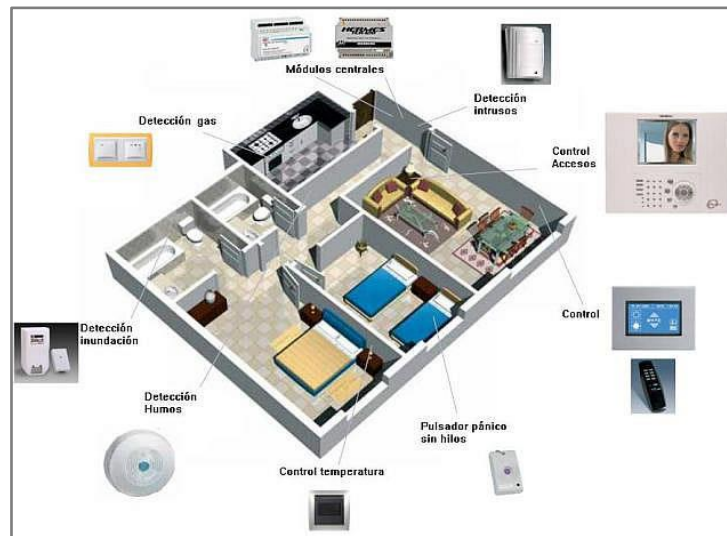 Módulos centrales
Detección gas
Detección
intrusos
Control
Accesos
Control
Detección
inundación
Detección
Humos
Pulsador pánico
sin hilos
Control temperatura